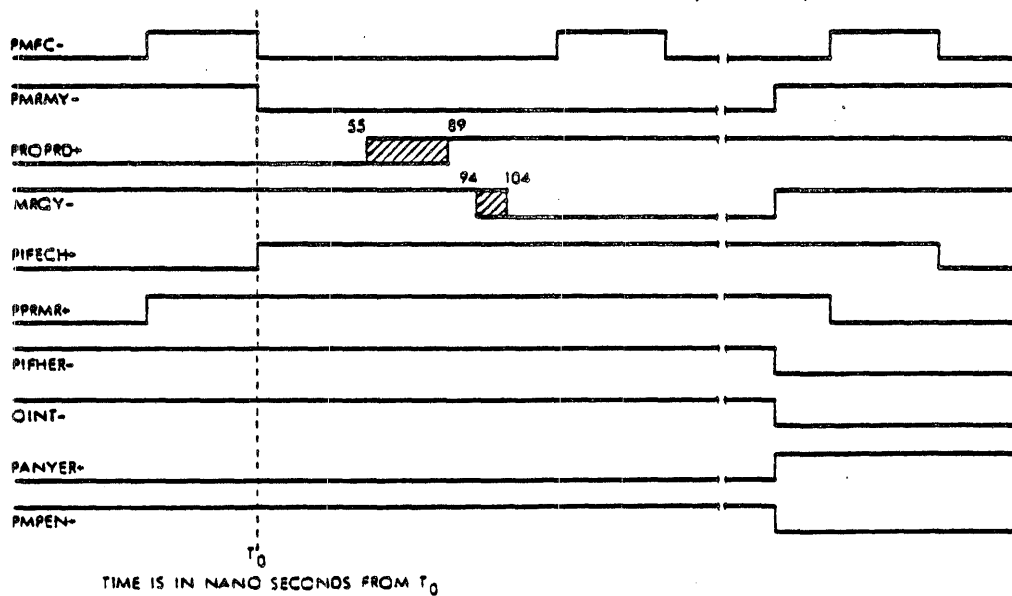 PMFC-
PMRMY-
55 89
PROPRD+
94 104
MRQY-
PIFECH+
PPRMR+
PIFHER-
OINT-
PANYER+
PMPEN+
T0
TIME IS IN NANO SECONDS FROM T0